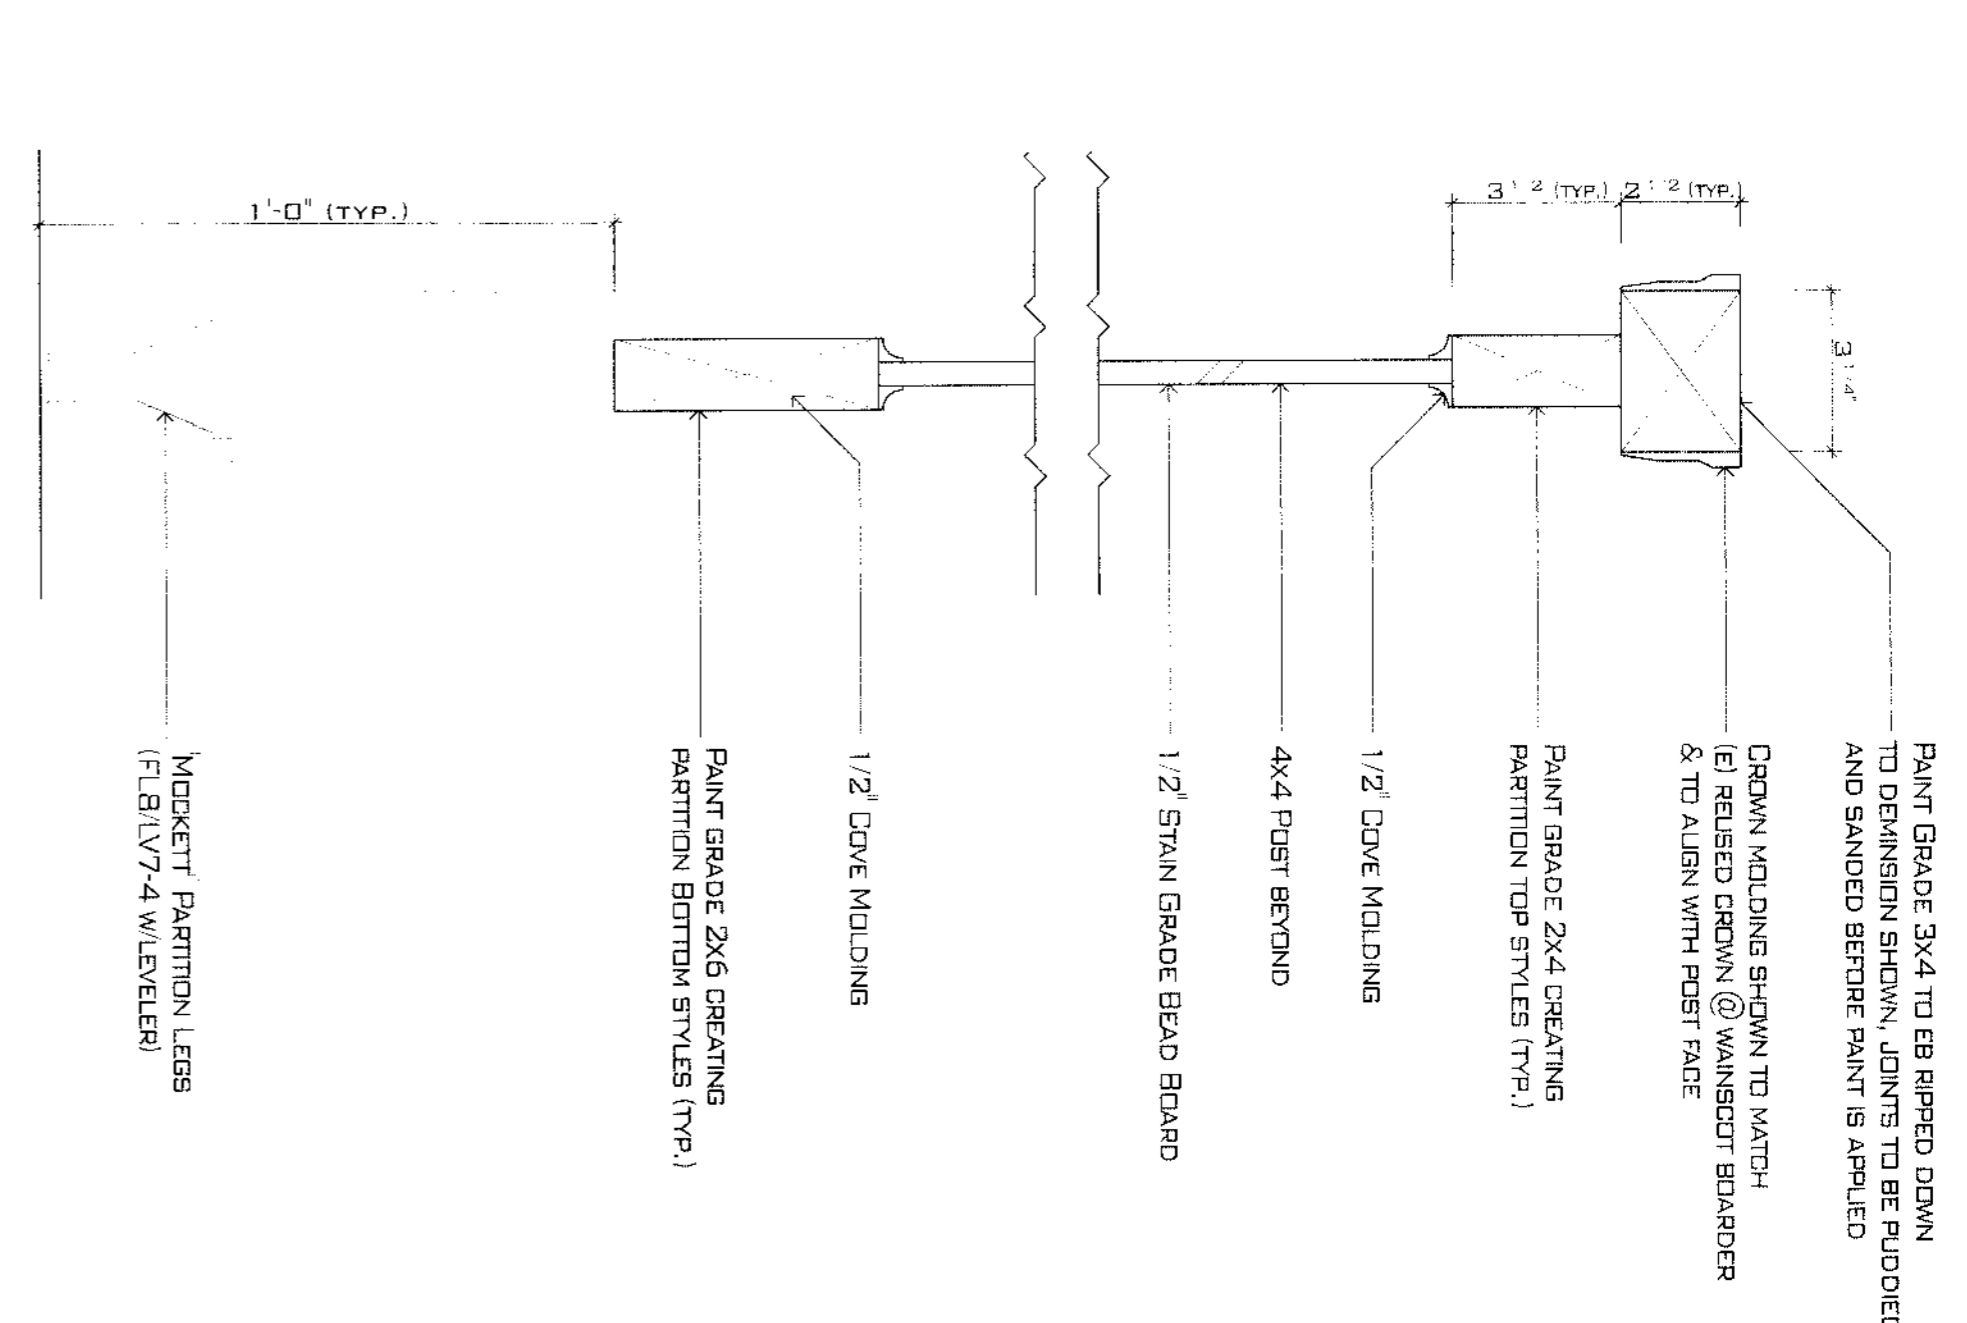 1'-0" (TYP.)
3 1/2 (TYP.)
2 1/2 (TYP.)
3 1/4"
PAINT GRADE 3X4 TO EB RIPPED DOWN
TO DEMINSION SHOWN, JOINTS TO BE PUDDIED
AND SANDED BEFORE PAINT IS APPLIED
CROWN MOLDING SHOWN TO MATCH
(E) REUSED CROWN @ WAINSCOT BOARDER
& TO ALIGN WITH POST FACE
PAINT GRADE 2X4 CREATING
PARTITION TOP STYLES (TYP.)
1/2" COVE MOLDING
4X4 POST BEYOND
1/2" STAIN GRADE BEAD BOARD
1/2" COVE MOLDING
PAINT GRADE 2X6 CREATING
PARTITION BOTTOM STYLES (TYP.)
'MOCKETT' PARTITION LEGS
(FL8/LV7-4 W/LEVELER)